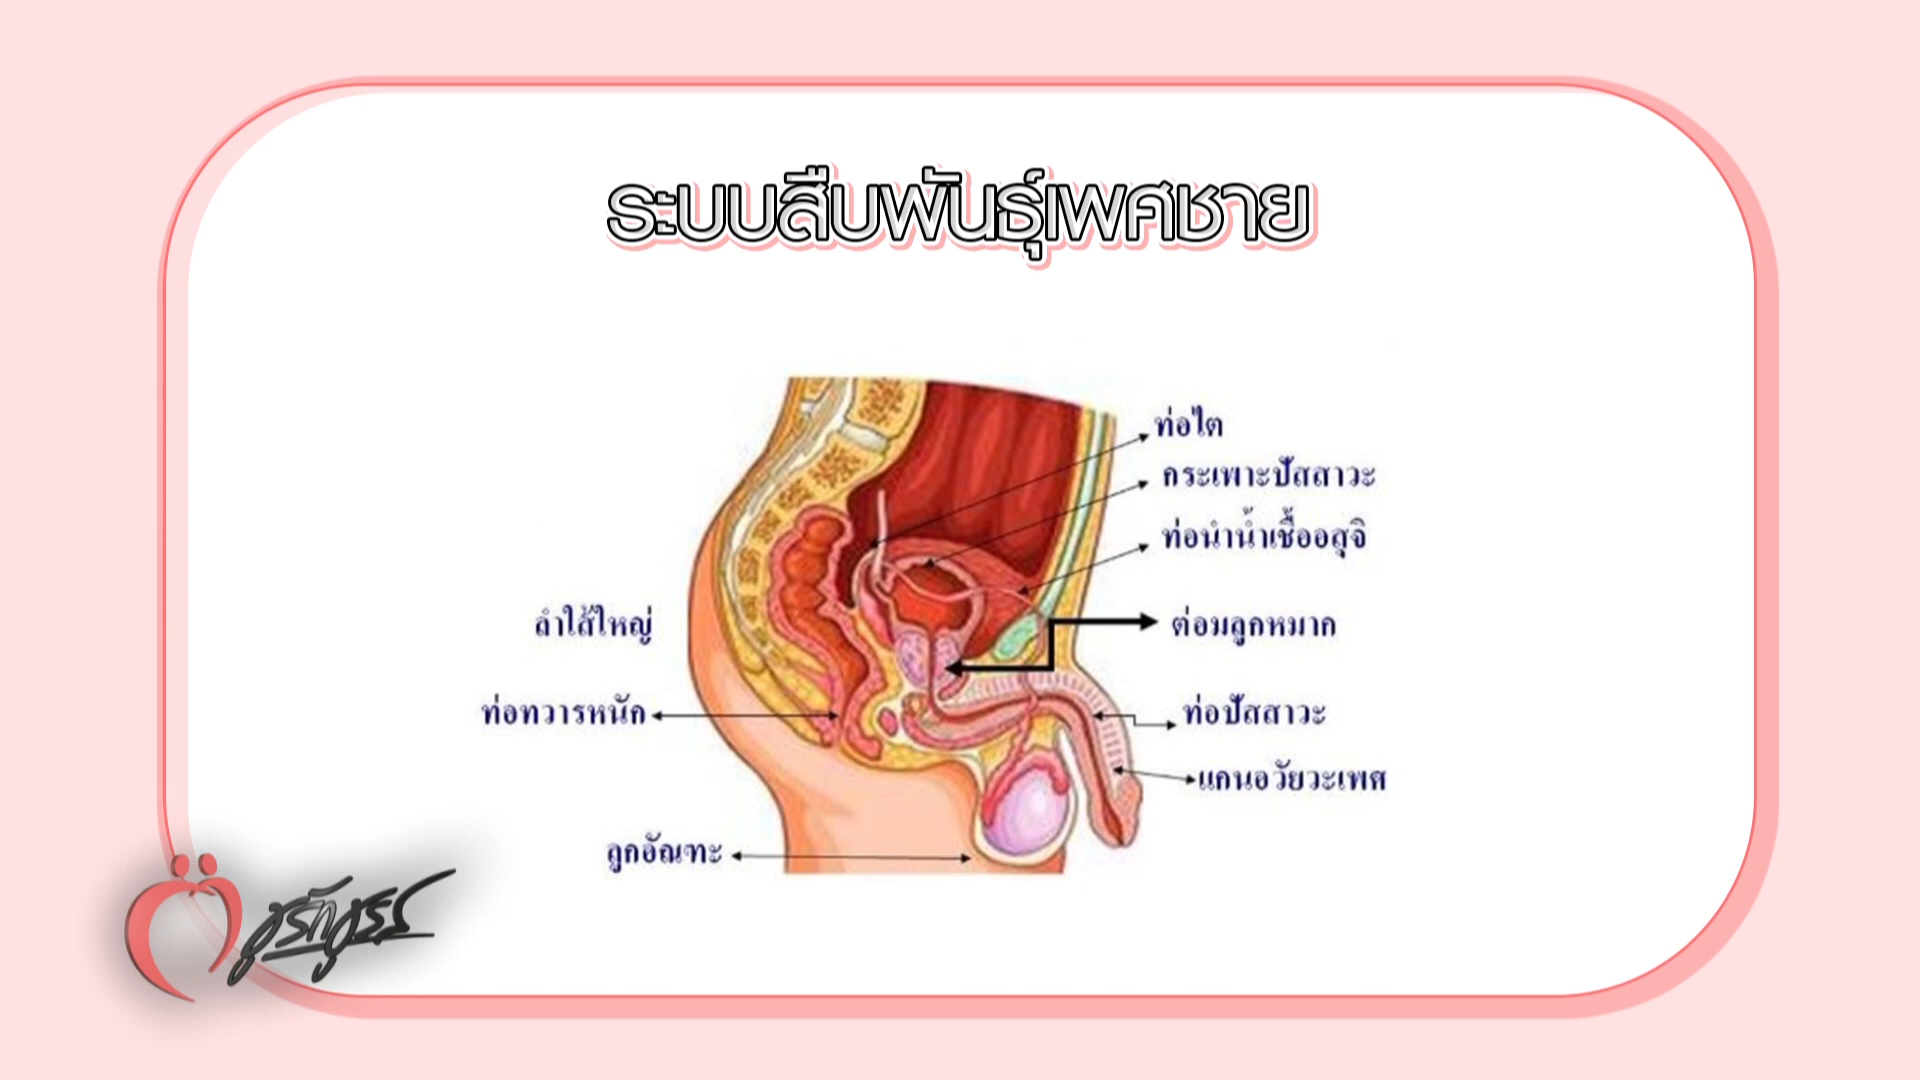 ระบบสืบพันธุ์เพศชาย
ท่อไต
กระเพาะปัสสาวะ
ท่อนำน้ำเชื้ออสุจิ
ลำใส้ใหญ่
ต่อมลูกหมาก
ท่อทวารหนัก
ท่อปัสสาวะ
แกนอวัยวะเพศ
ลูกอัณฑะ